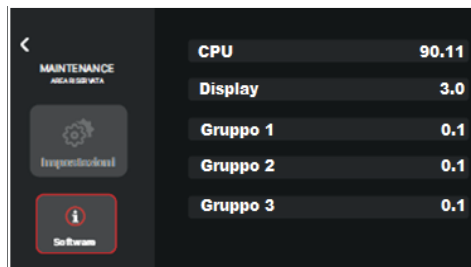 MAINTENANCE
AREA RISERVATA
Impostazioni
Software
CPU 90.11
Display 3.0
Gruppo 1 0.1
Gruppo 2 0.1
Gruppo 3 0.1